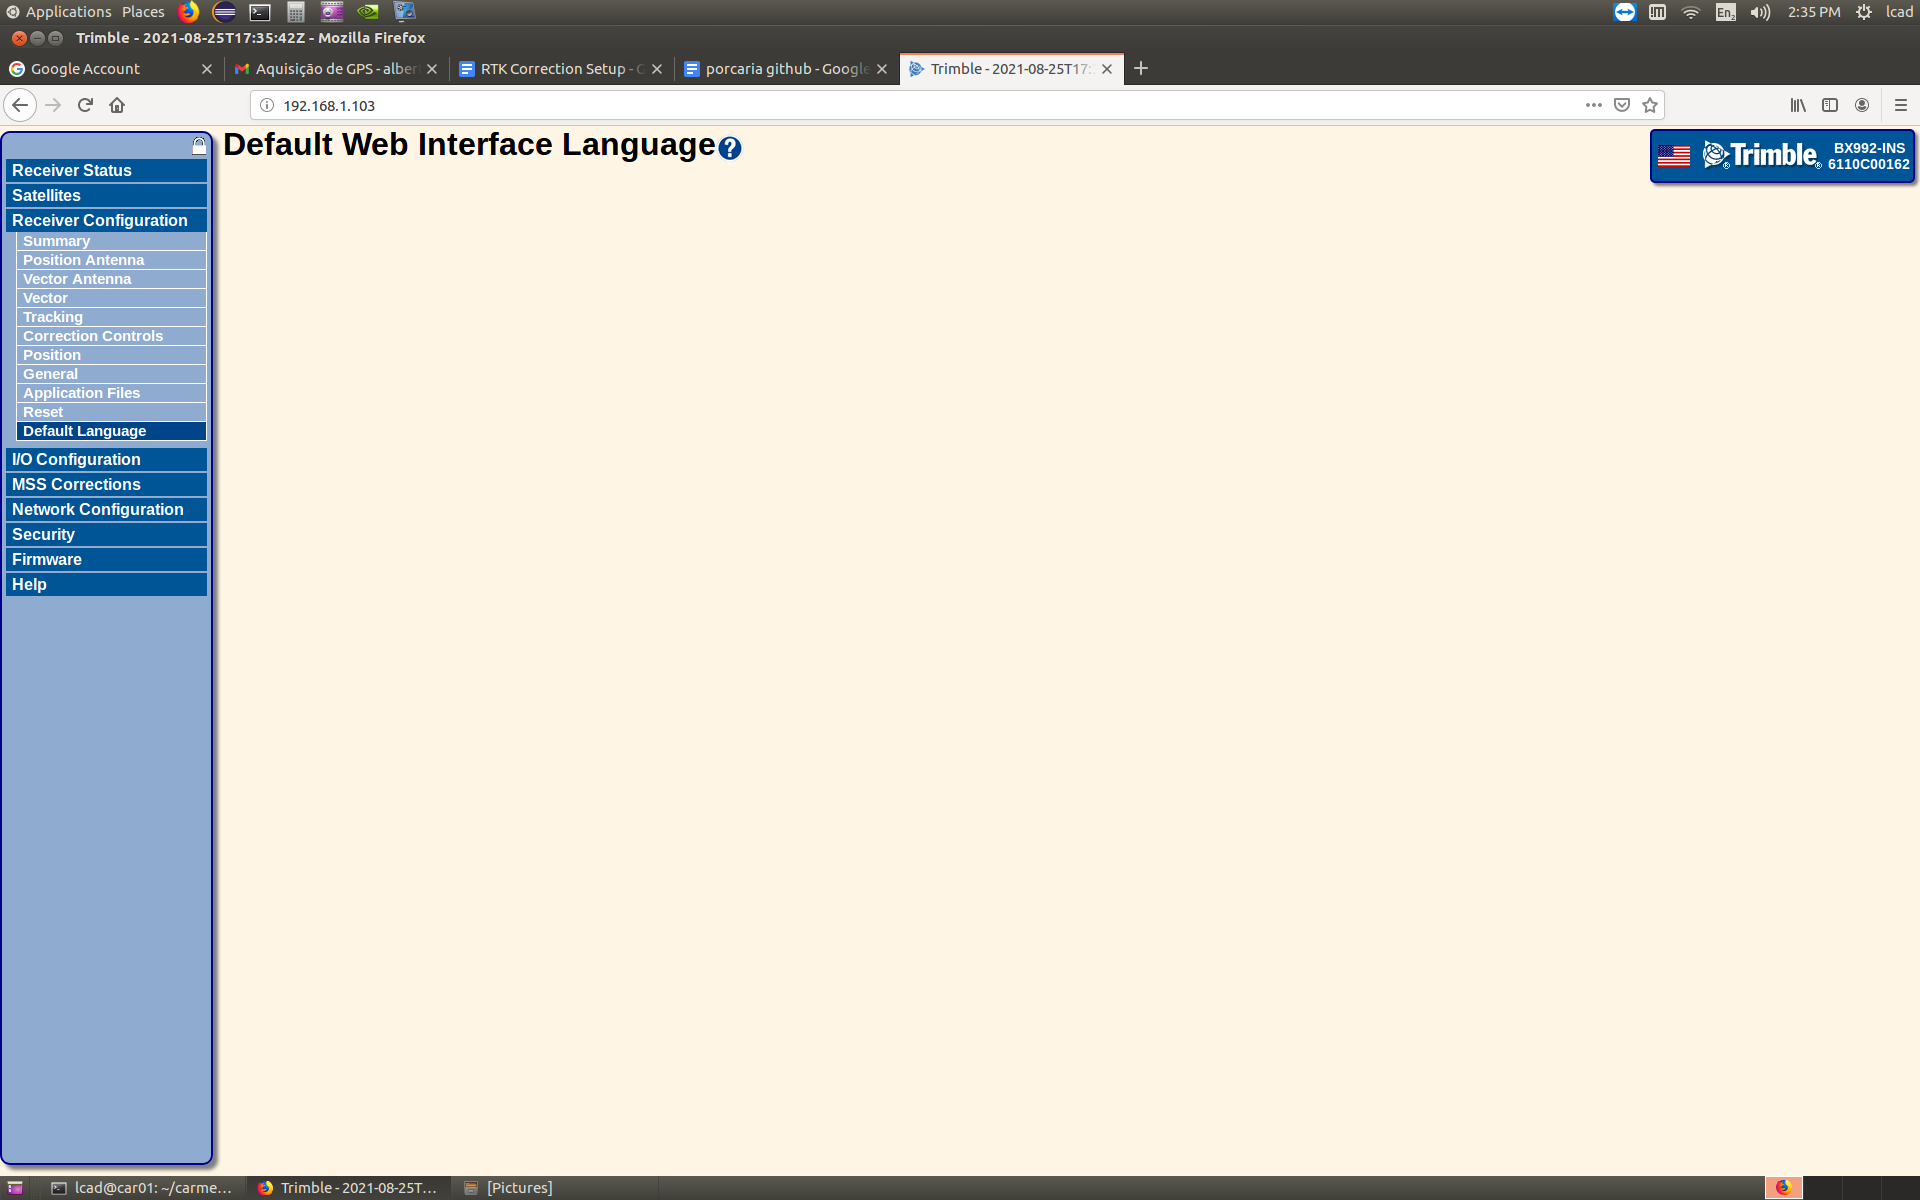 Applications Places
En2 2:35 PM lcad
Trimble - 2021-08-25T17:35:42Z - Mozilla Firefox
Google Account
Aquisição de GPS - alber
RTK Correction Setup - G
porcaria github - Google
Trimble - 2021-08-25T17:
192.168.1.103
Default Web Interface Language?
Trimble®
BX992-INS
6110C00162
Receiver Status
Satellites
Receiver Configuration
Summary
Position Antenna
Vector Antenna
Vector
Tracking
Correction Controls
Position
General
Application Files
Reset
Default Language
I/O Configuration
MSS Corrections
Network Configuration
Security
Firmware
Help
lcad@car01: ~/carme...
Trimble - 2021-08-25T...
[Pictures]